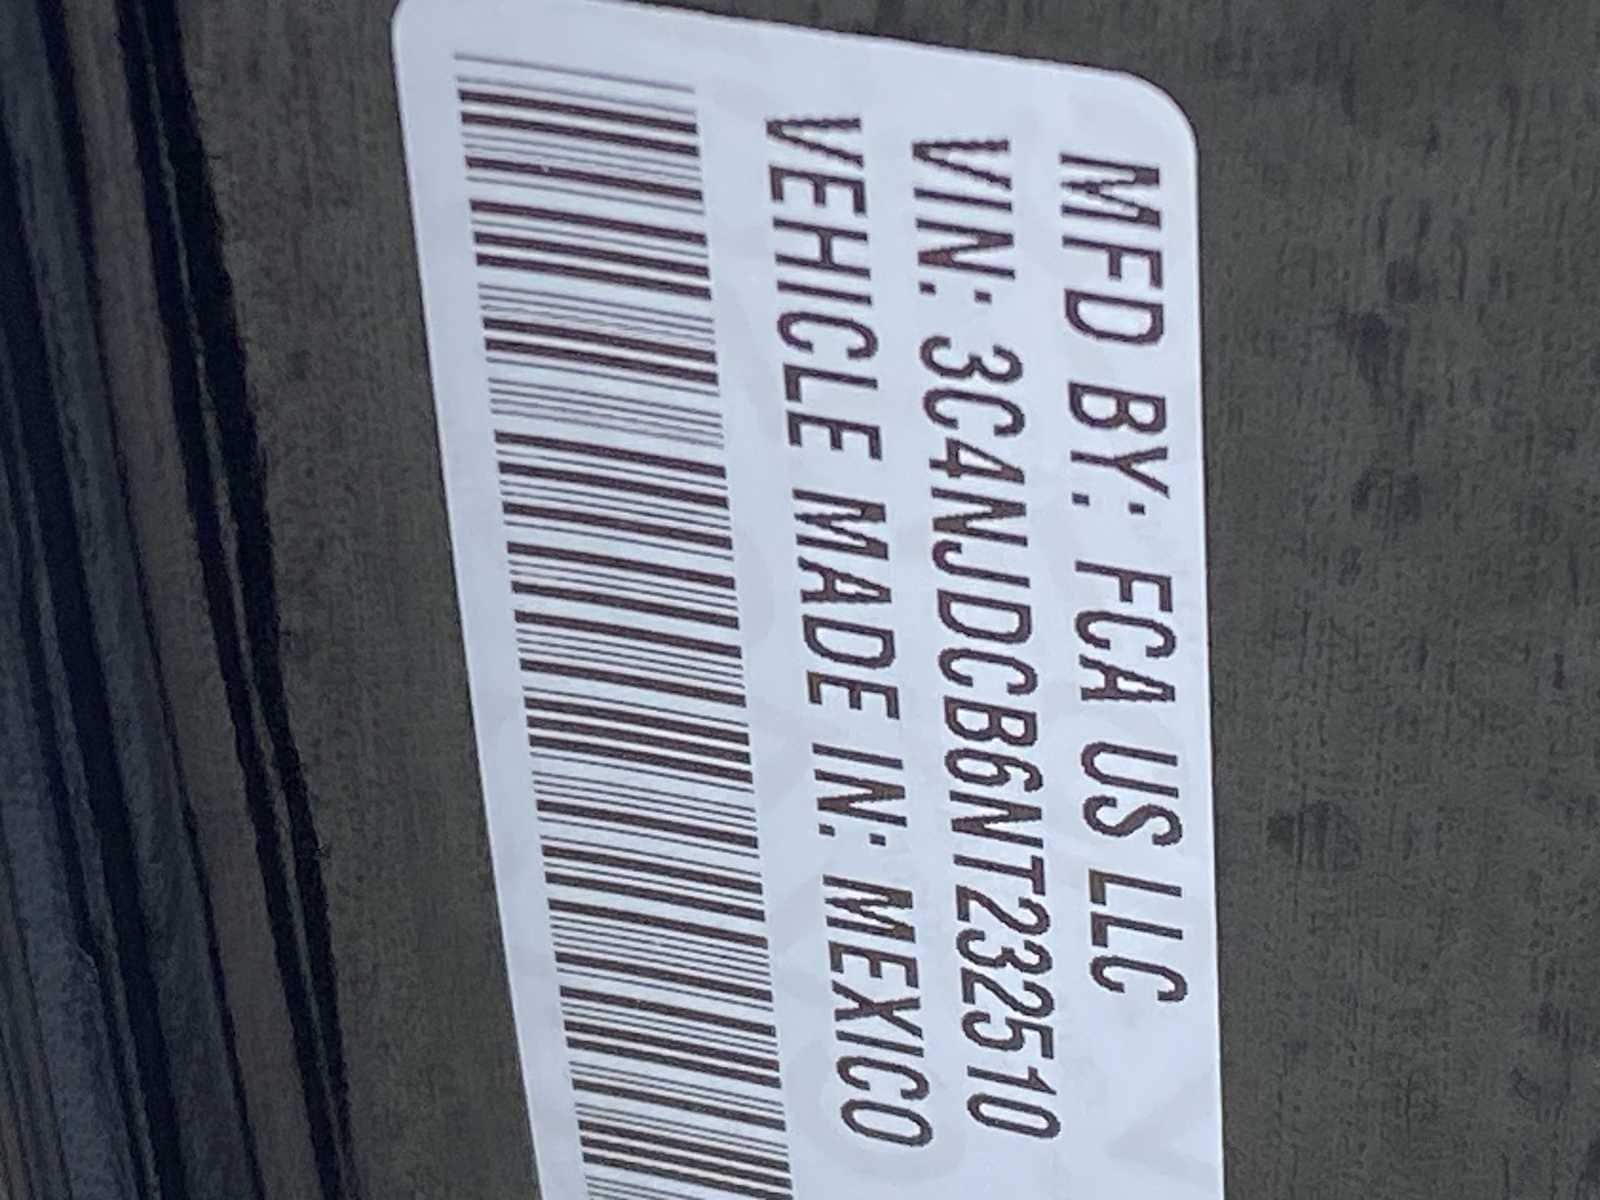 MFD BY: FCA US LLC
VIN: 3C4NJDCB6NT232510
VEHICLE MADE IN: MEXICO